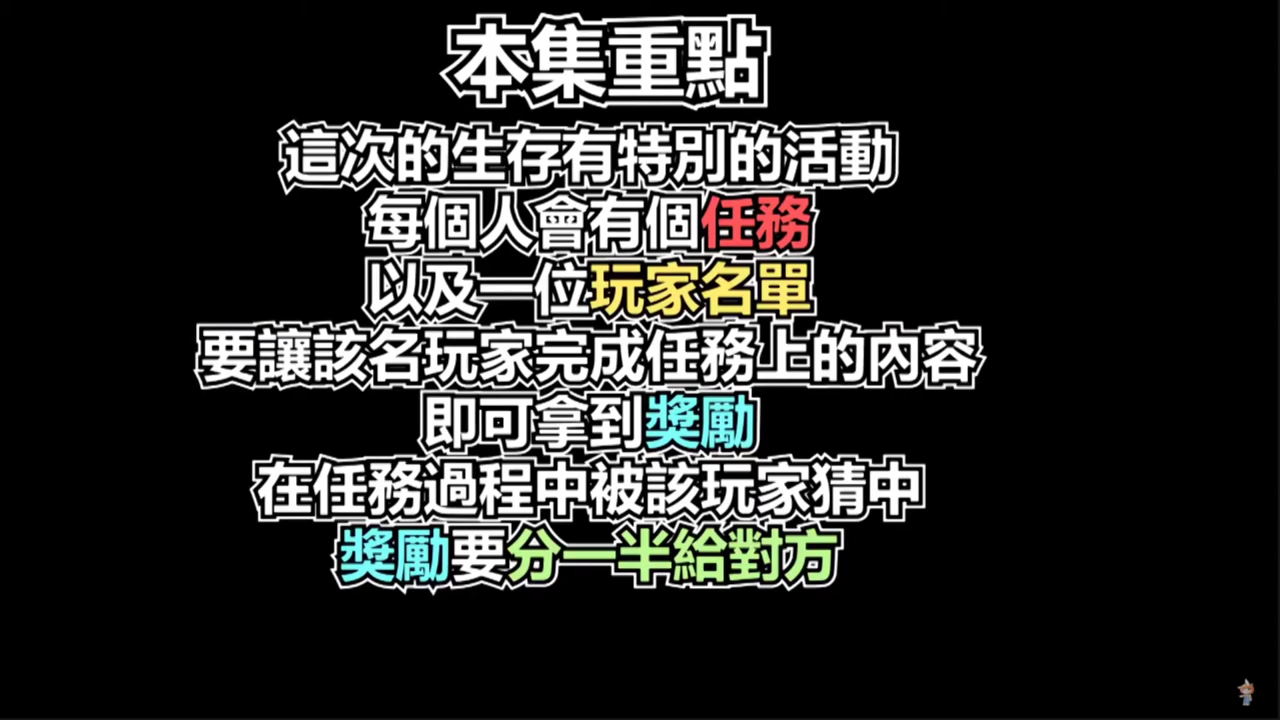 本集重點
這次的生存有特別的活動
每個人會有個任務
以及一位玩家名單
要讓該名玩家完成任務上的內容
即可拿到獎勵
在任務過程中被該玩家猜中
獎勵要分一半給對方